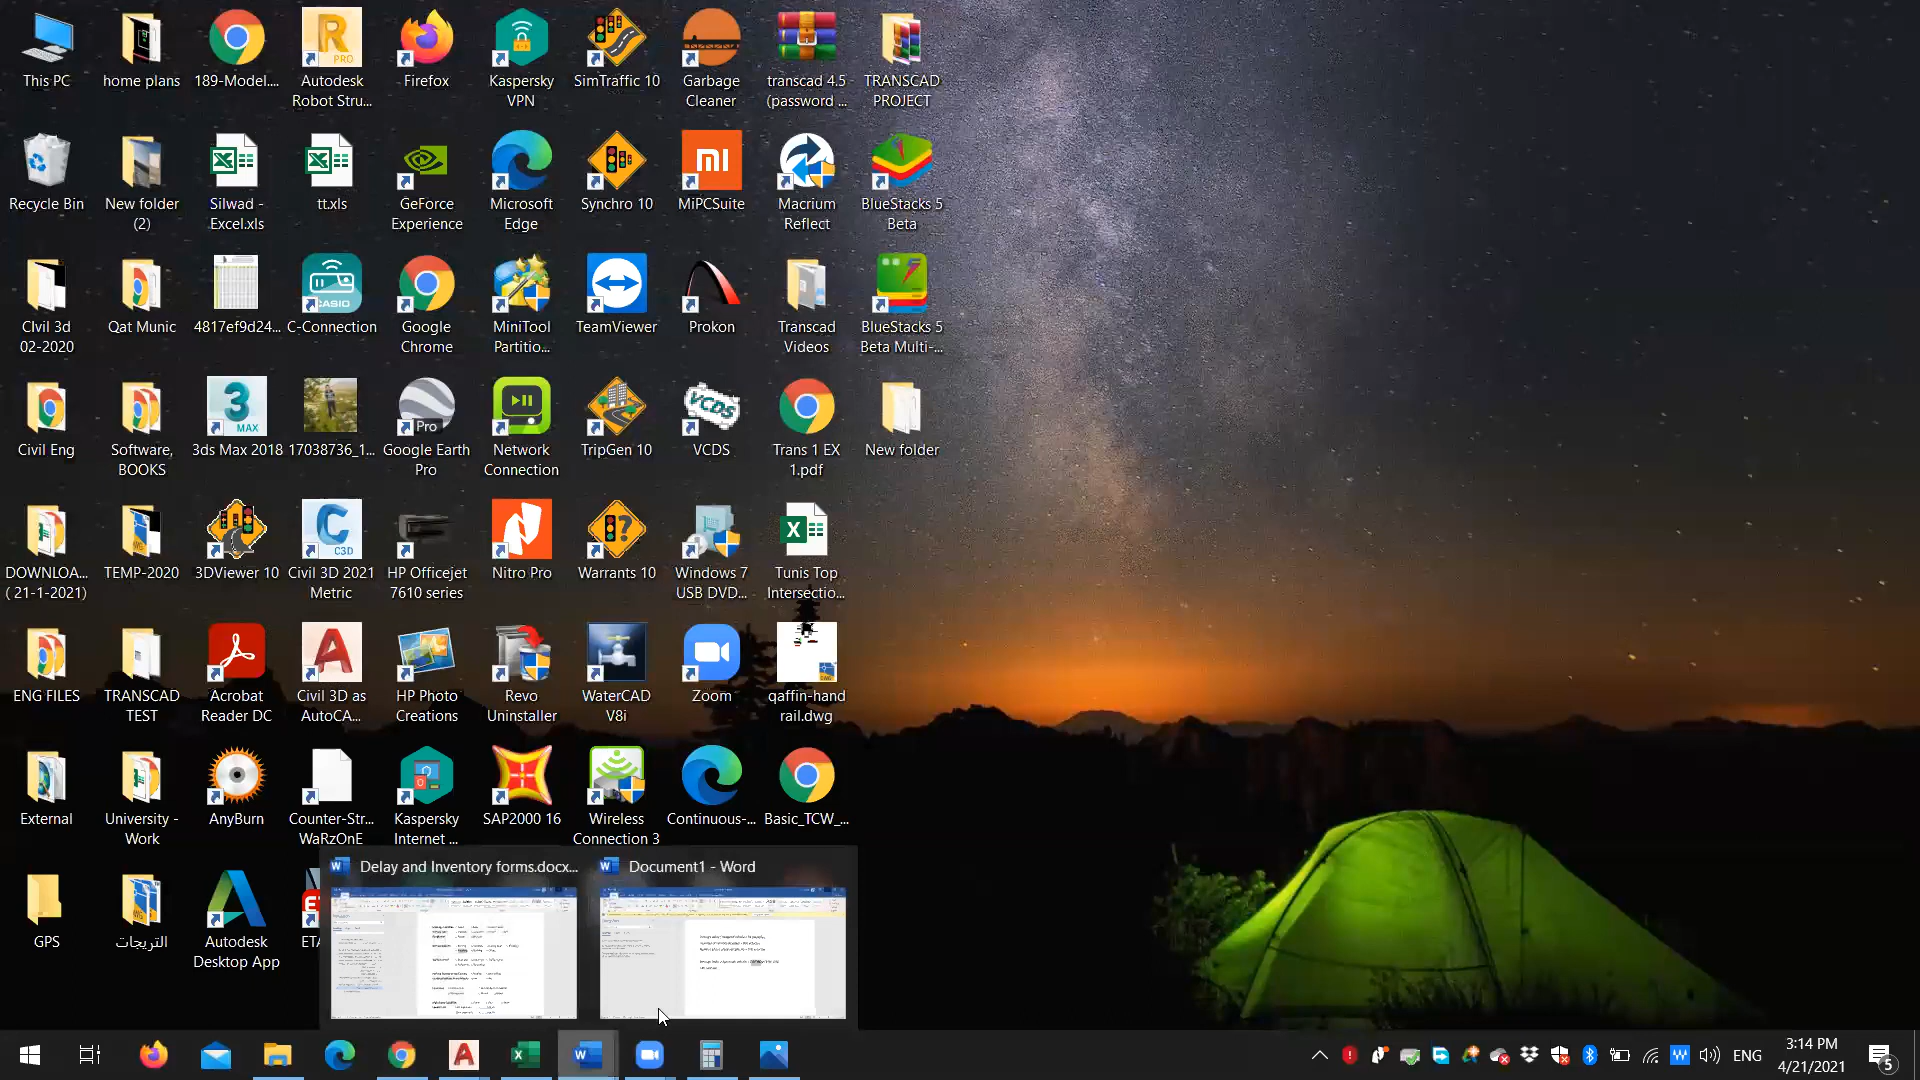 This PC
home plans
189-Model....
Autodesk
Robot Stru...
Firefox
Kaspersky
VPN
SimTraffic 10
Garbage
Cleaner
transcad 4.5
(password ...
TRANSCAD
PROJECT
Recycle Bin
New folder
(2)
Silwad -
Excel.xls
tt.xls
GeForce
Experience
Microsoft
Edge
Synchro 10
MiPCSuite
Macrium
Reflect
BlueStacks 5
Beta
CIvil 3d
02-2020
Qat Munic
4817ef9d24...
C-Connection
Google
Chrome
MiniTool
Partitio...
TeamViewer
Prokon
Transcad
Videos
BlueStacks 5
Beta Multi-...
Civil Eng
Software,
BOOKS
3ds Max 2018
17038736_1...
Google Earth
Pro
Network
Connection
TripGen 10
VCDS
Trans 1 EX
1.pdf
New folder
DOWNLOA...
( 21-1-2021)
TEMP-2020
3DViewer 10
Civil 3D 2021
Metric
HP Officejet
7610 series
Nitro Pro
Warrants 10
Windows 7
USB DVD...
Tunis Top
Intersectio...
ENG FILES
TRANSCAD
TEST
Acrobat
Reader DC
Civil 3D as
AutoCA...
HP Photo
Creations
Revo
Uninstaller
WaterCAD
V8i
Zoom
qaffin-hand
rail.dwg
External
University -
Work
AnyBurn
Counter-Str...
WaRzOnE
Kaspersky
Internet ...
SAP2000 16
Wireless
Connection 3
Continuous-...
Basic_TCW_...
GPS
التريجات
Autodesk
Desktop App
ETA
Delay and Inventory forms.docx...
Document1 - Word
ENG
3:14 PM
4/21/2021
5